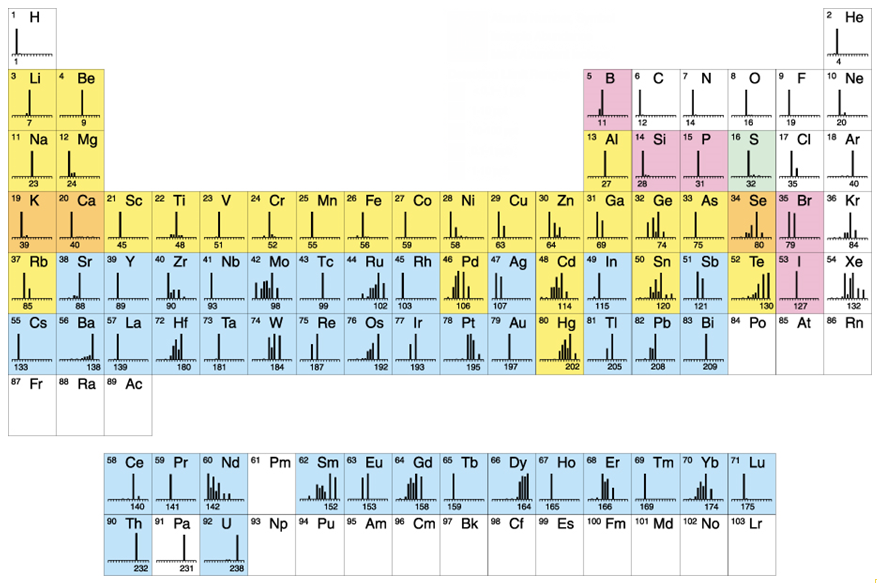 1 H 2 He
1 4
3 Li 4 Be 5 B 6 C 7 N 8 O 9 F 10 Ne
7 9 11 12 14 16 19 20
11 Na 12 Mg 13 Al 14 Si 15 P 16 S 17 Cl 18 Ar
23 24 27 28 31 32 35 40
19 K 20 Ca 21 Sc 22 Ti 23 V 24 Cr 25 Mn 26 Fe 27 Co 28 Ni 29 Cu 30 Zn 31 Ga 32 Ge 33 As 34 Se 35 Br 36 Kr
39 40 45 48 51 52 55 56 59 58 63 64 69 74 75 80 79 84
37 Rb 38 Sr 39 Y 40 Zr 41 Nb 42 Mo 43 Tc 44 Ru 45 Rh 46 Pd 47 Ag 48 Cd 49 In 50 Sn 51 Sb 52 Te 53 I 54 Xe
85 88 89 90 93 98 99 102 103 106 107 114 115 120 121 130 127 132
55 Cs 56 Ba 57 La 72 Hf 73 Ta 74 W 75 Re 76 Os 77 Ir 78 Pt 79 Au 80 Hg 81 Tl 82 Pb 83 Bi 84 Po 85 At 86 Rn
133 138 139 180 181 184 187 192 193 195 197 202 205 208 209
87 Fr 88 Ra 89 Ac
58 Ce 59 Pr 60 Nd 61 Pm 62 Sm 63 Eu 64 Gd 65 Tb 66 Dy 67 Ho 68 Er 69 Tm 70 Yb 71 Lu
140 141 142 152 153 158 159 164 165 166 169 174 175
90 Th 91 Pa 92 U 93 Np 94 Pu 95 Am 96 Cm 97 Bk 98 Cf 99 Es 100 Fm 101 Md 102 No 103 Lr
232 231 238